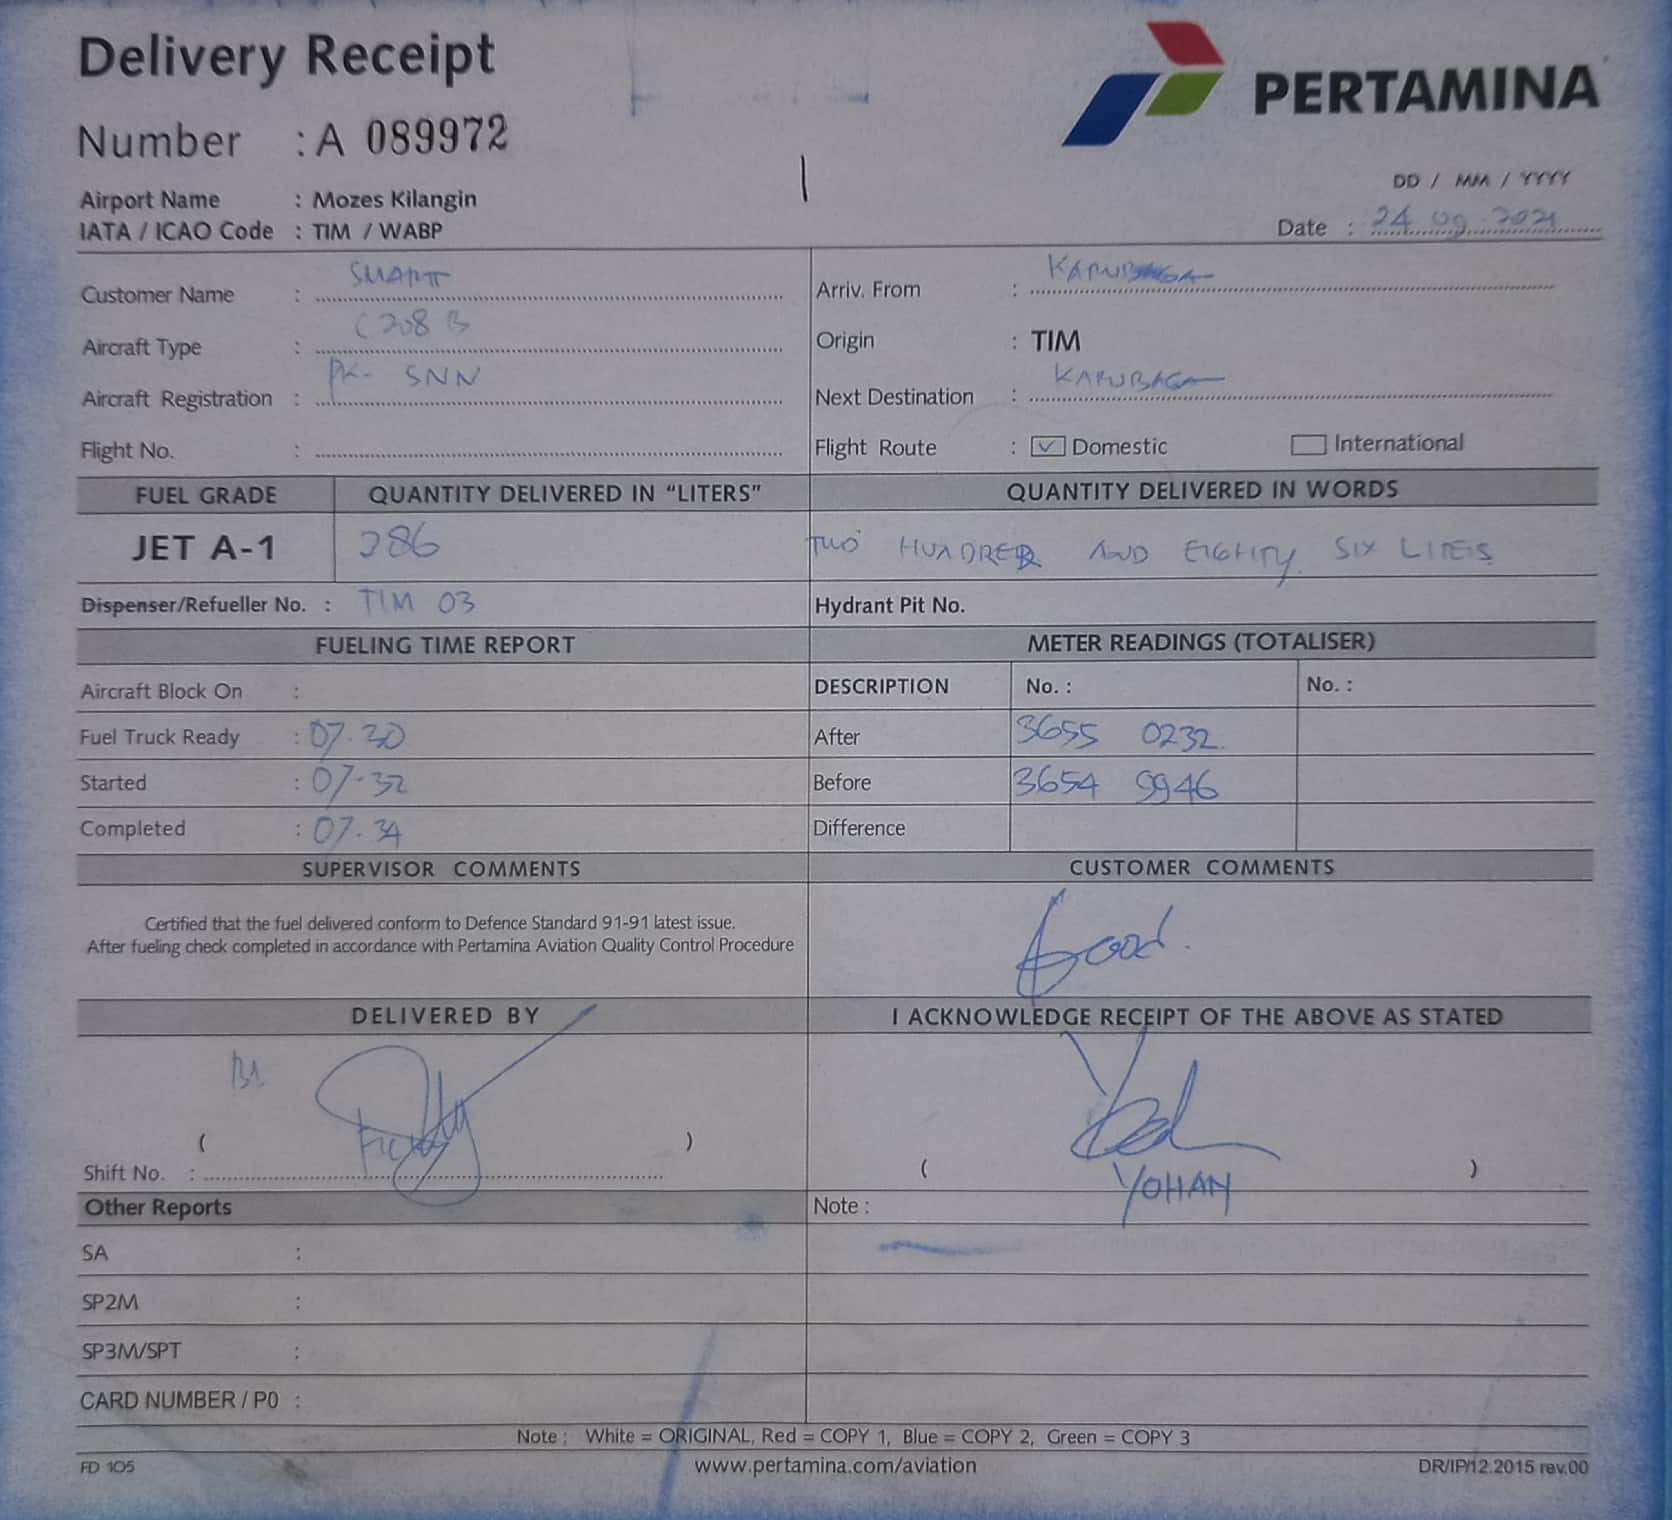 Delivery Receipt
PERTAMINA
Number : A 089972
DD / MM / YYYY
Airport Name : Mozes Kilangin
IATA / ICAO Code : TIM / WABP
Date : 24.09.2021
Customer Name : SMART
Arriv. From : KARUBAGA
Aircraft Type : C208 B
Origin : TIM
Aircraft Registration : PK- SNN
Next Destination : KARUBAGA
Flight No. :
Flight Route : Domestic International
FUEL GRADE QUANTITY DELIVERED IN "LITERS" QUANTITY DELIVERED IN WORDS
JET A-1 286 TWO HUNDRED AND EIGHTY SIX LITES
Dispenser/Refueller No. : TIM 03 Hydrant Pit No.
FUELING TIME REPORT METER READINGS (TOTALISER)
Aircraft Block On : DESCRIPTION No. : No. :
Fuel Truck Ready : 07.30 After 3655 0232
Started : 07.32 Before 3654 9946
Completed : 07.34 Difference
SUPERVISOR COMMENTS CUSTOMER COMMENTS
Certified that the fuel delivered conform to Defence Standard 91-91 latest issue.
After fueling check completed in accordance with Pertamina Aviation Quality Control Procedure
Good.
DELIVERED BY I ACKNOWLEDGE RECEIPT OF THE ABOVE AS STATED
( ) ( )
Shift No. : YOHAN
Other Reports Note :
SA :
SP2M :
SP3M/SPT :
CARD NUMBER / P0 :
Note : White = ORIGINAL, Red = COPY 1, Blue = COPY 2, Green = COPY 3
FD 105 www.pertamina.com/aviation DR/IP/12.2015 rev.00